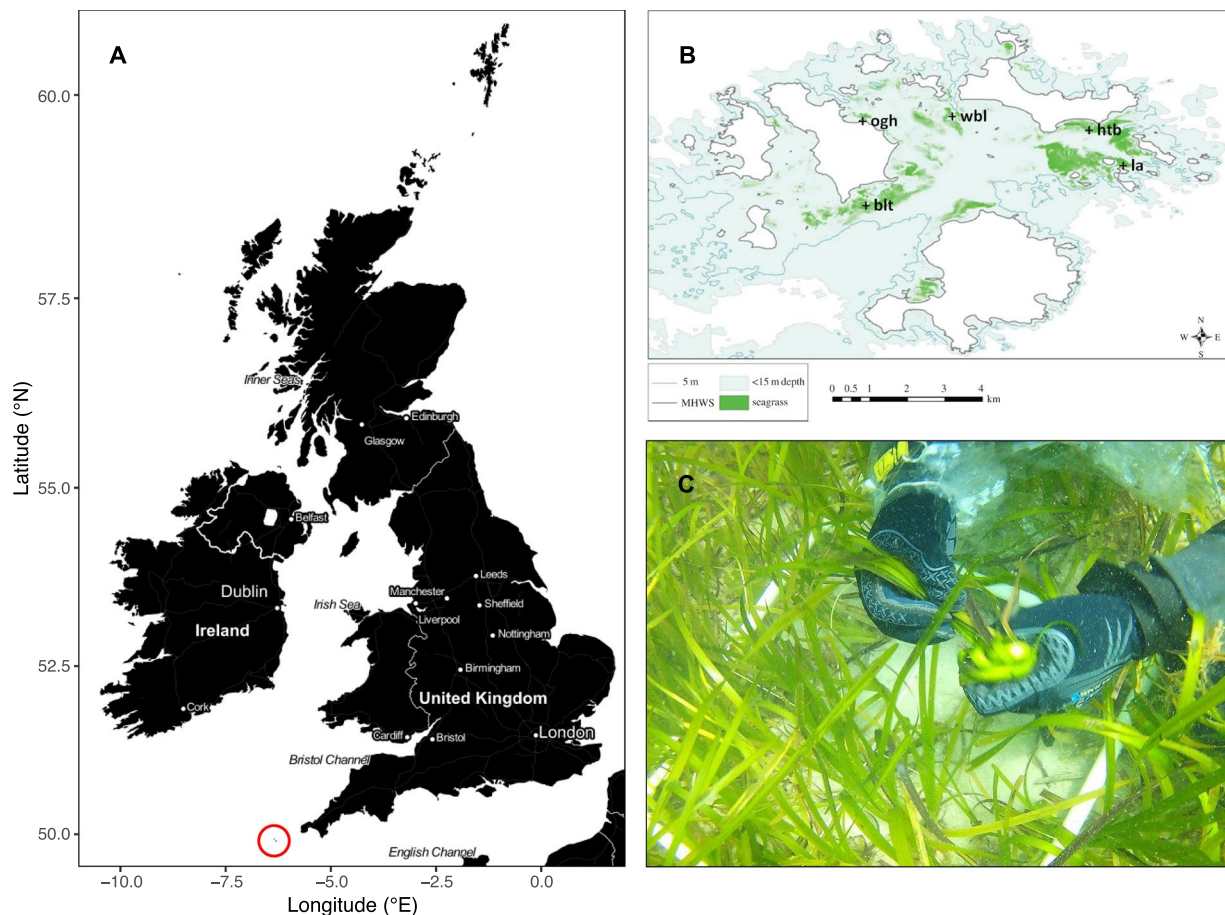 A
60.0
57.5
55.0
52.5
50.0
Latitude (°N)
Inner Seas
Edinburgh
Glasgow
Belfast
Dublin
Irish Sea
Ireland
Cork
Leeds
Manchester
Sheffield
Liverpool
Nottingham
Birmingham
United Kingdom
Cardiff
Bristol
London
Bristol Channel
English Channel
–10.0 –7.5 –5.0 –2.5 0.0
Longitude (°E)
B
+ ogh
+ wbl
+ htb
+ la
+ blt
N
W E
S
5 m
<15 m depth
MHWS
seagrass
0 0.5 1 2 3 4
km
C